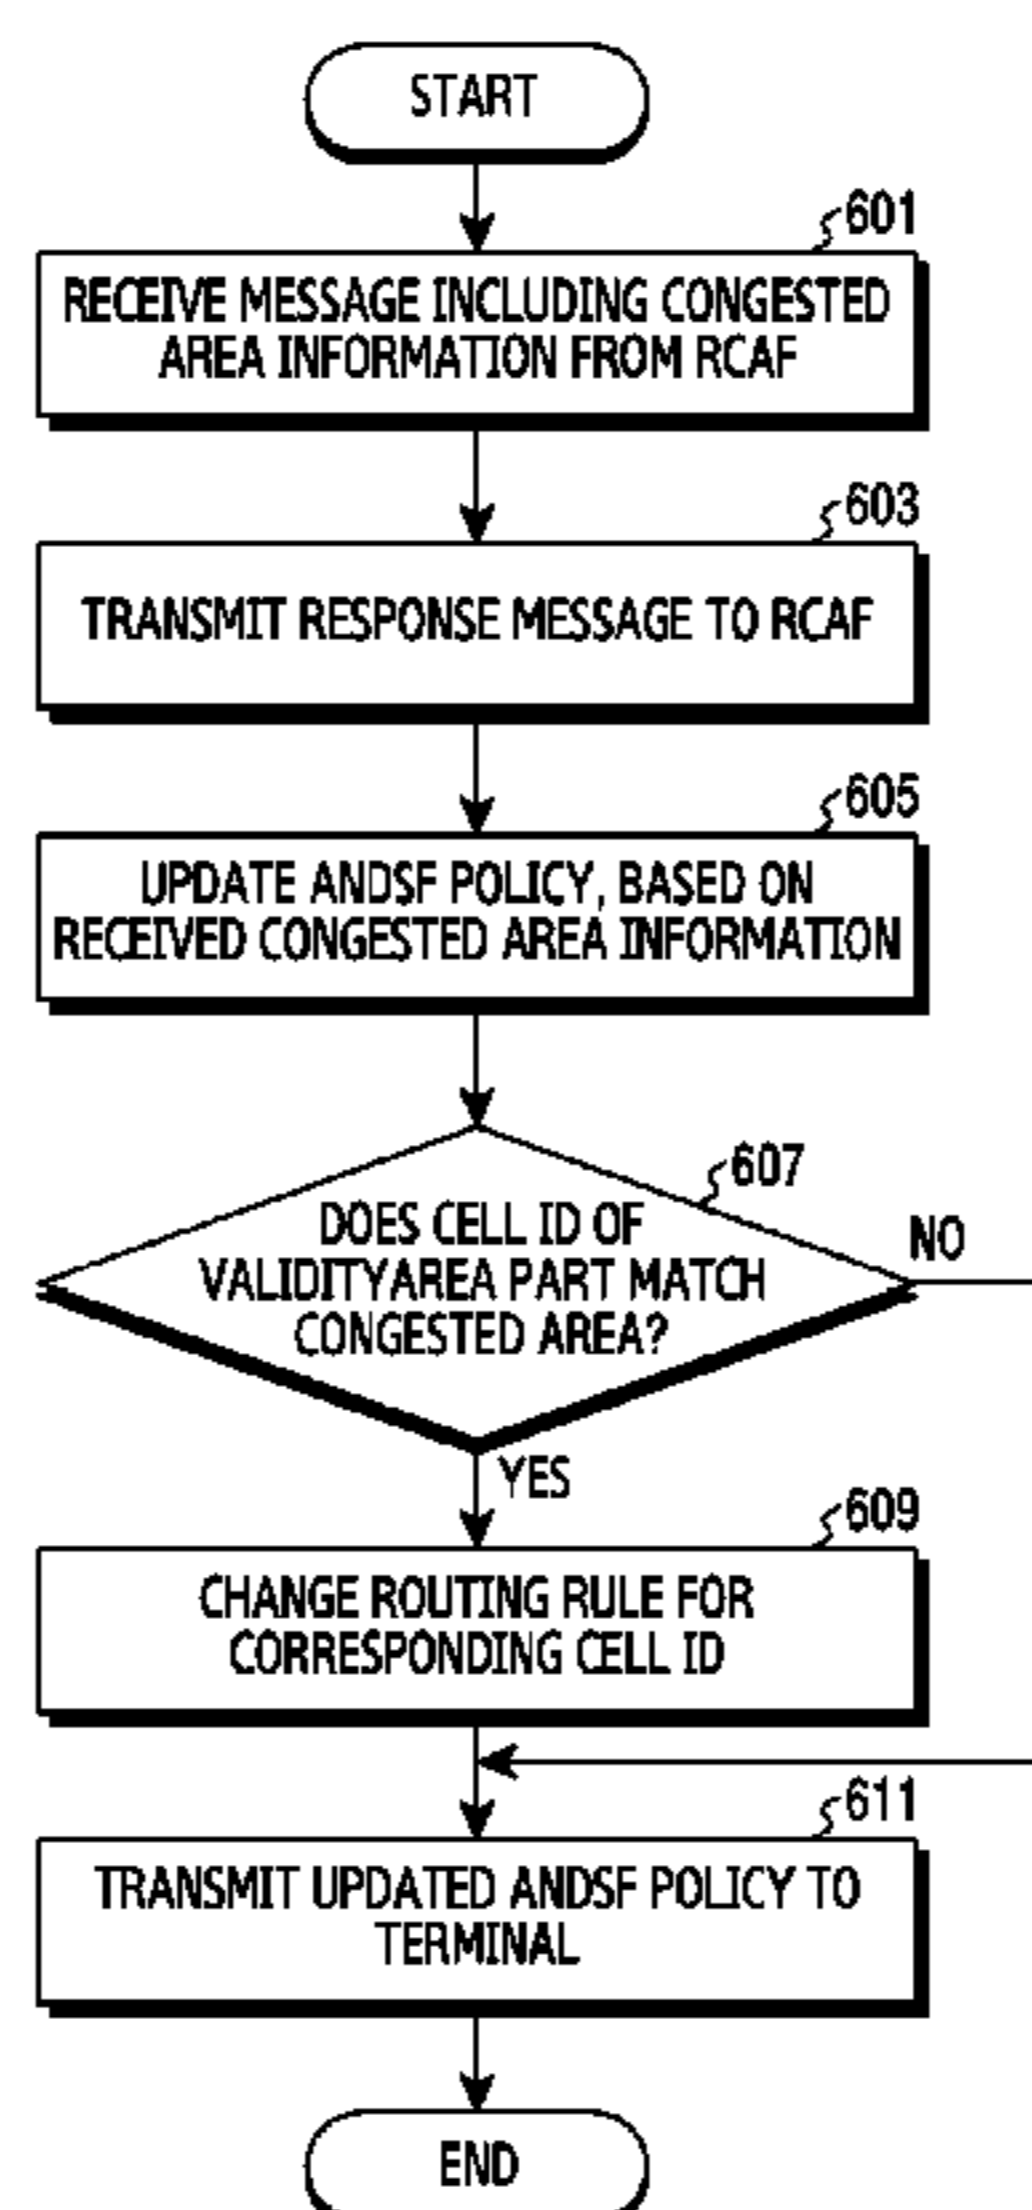 START
601
RECEIVE MESSAGE INCLUDING CONGESTED
AREA INFORMATION FROM RCAF
603
TRANSMIT RESPONSE MESSAGE TO RCAF
605
UPDATE ANDSF POLICY, BASED ON
RECEIVED CONGESTED AREA INFORMATION
607
DOES CELL ID OF
VALIDITYAREA PART MATCH
CONGESTED AREA?
NO
YES
609
CHANGE ROUTING RULE FOR
CORRESPONDING CELL ID
611
TRANSMIT UPDATED ANDSF POLICY TO
TERMINAL
END